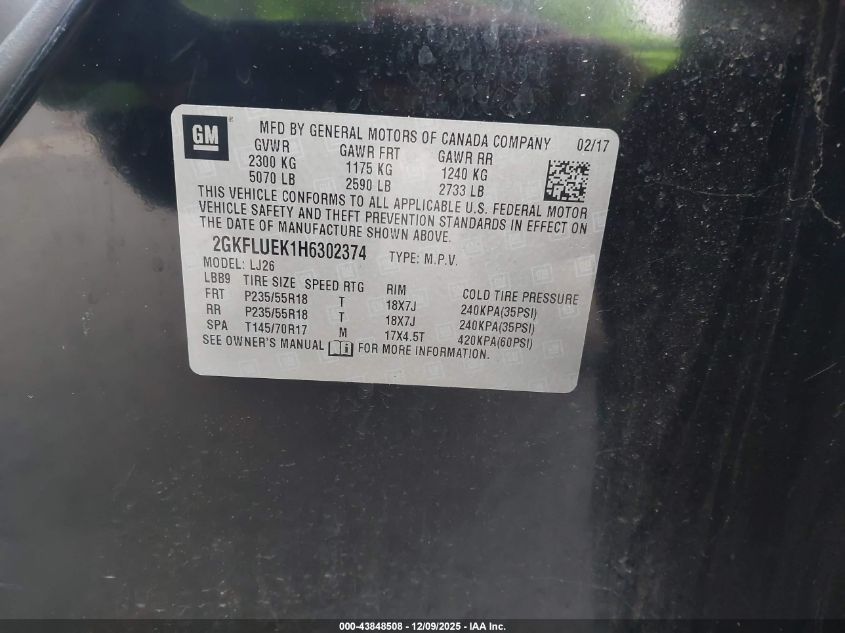 GM
MFD BY GENERAL MOTORS OF CANADA COMPANY 02/17
GVWR GAWR FRT GAWR RR
2300 KG 1175 KG 1240 KG
5070 LB 2590 LB 2733 LB
THIS VEHICLE CONFORMS TO ALL APPLICABLE U.S. FEDERAL MOTOR
VEHICLE SAFETY AND THEFT PREVENTION STANDARDS IN EFFECT ON
THE DATE OF MANUFACTURE SHOWN ABOVE.
2GKFLUEK1H6302374 TYPE: M.P.V.
MODEL: LJ26
LBB9 TIRE SIZE SPEED RTG RIM COLD TIRE PRESSURE
FRT P235/55R18 T 18X7J 240KPA(35PSI)
RR P235/55R18 T 18X7J 240KPA(35PSI)
SPA T145/70R17 M 17X4.5T 420KPA(60PSI)
SEE OWNER'S MANUAL FOR MORE INFORMATION.
000-43848508 - 12/09/2025 - IAA Inc.